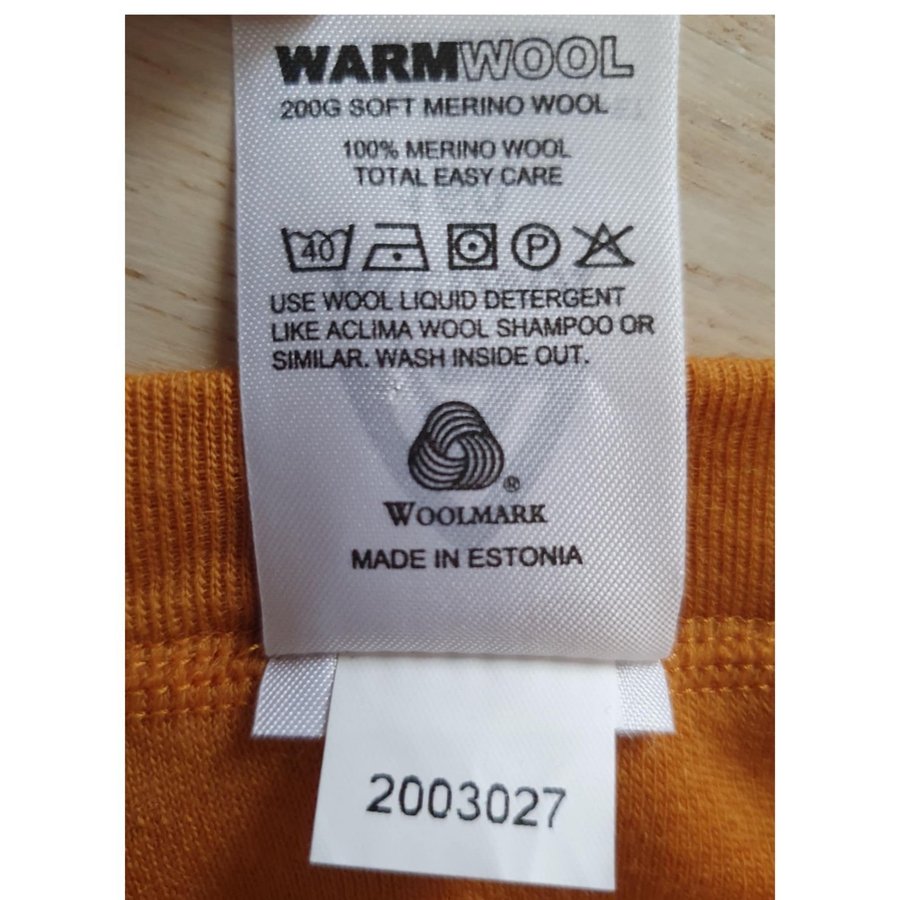 WARMWOOL
200G SOFT MERINO WOOL
100% MERINO WOOL
TOTAL EASY CARE
40 P
USE WOOL LIQUID DETERGENT
LIKE ACLIMA WOOL SHAMPOO OR
SIMILAR. WASH INSIDE OUT.
®
WOOLMARK
MADE IN ESTONIA
2003027